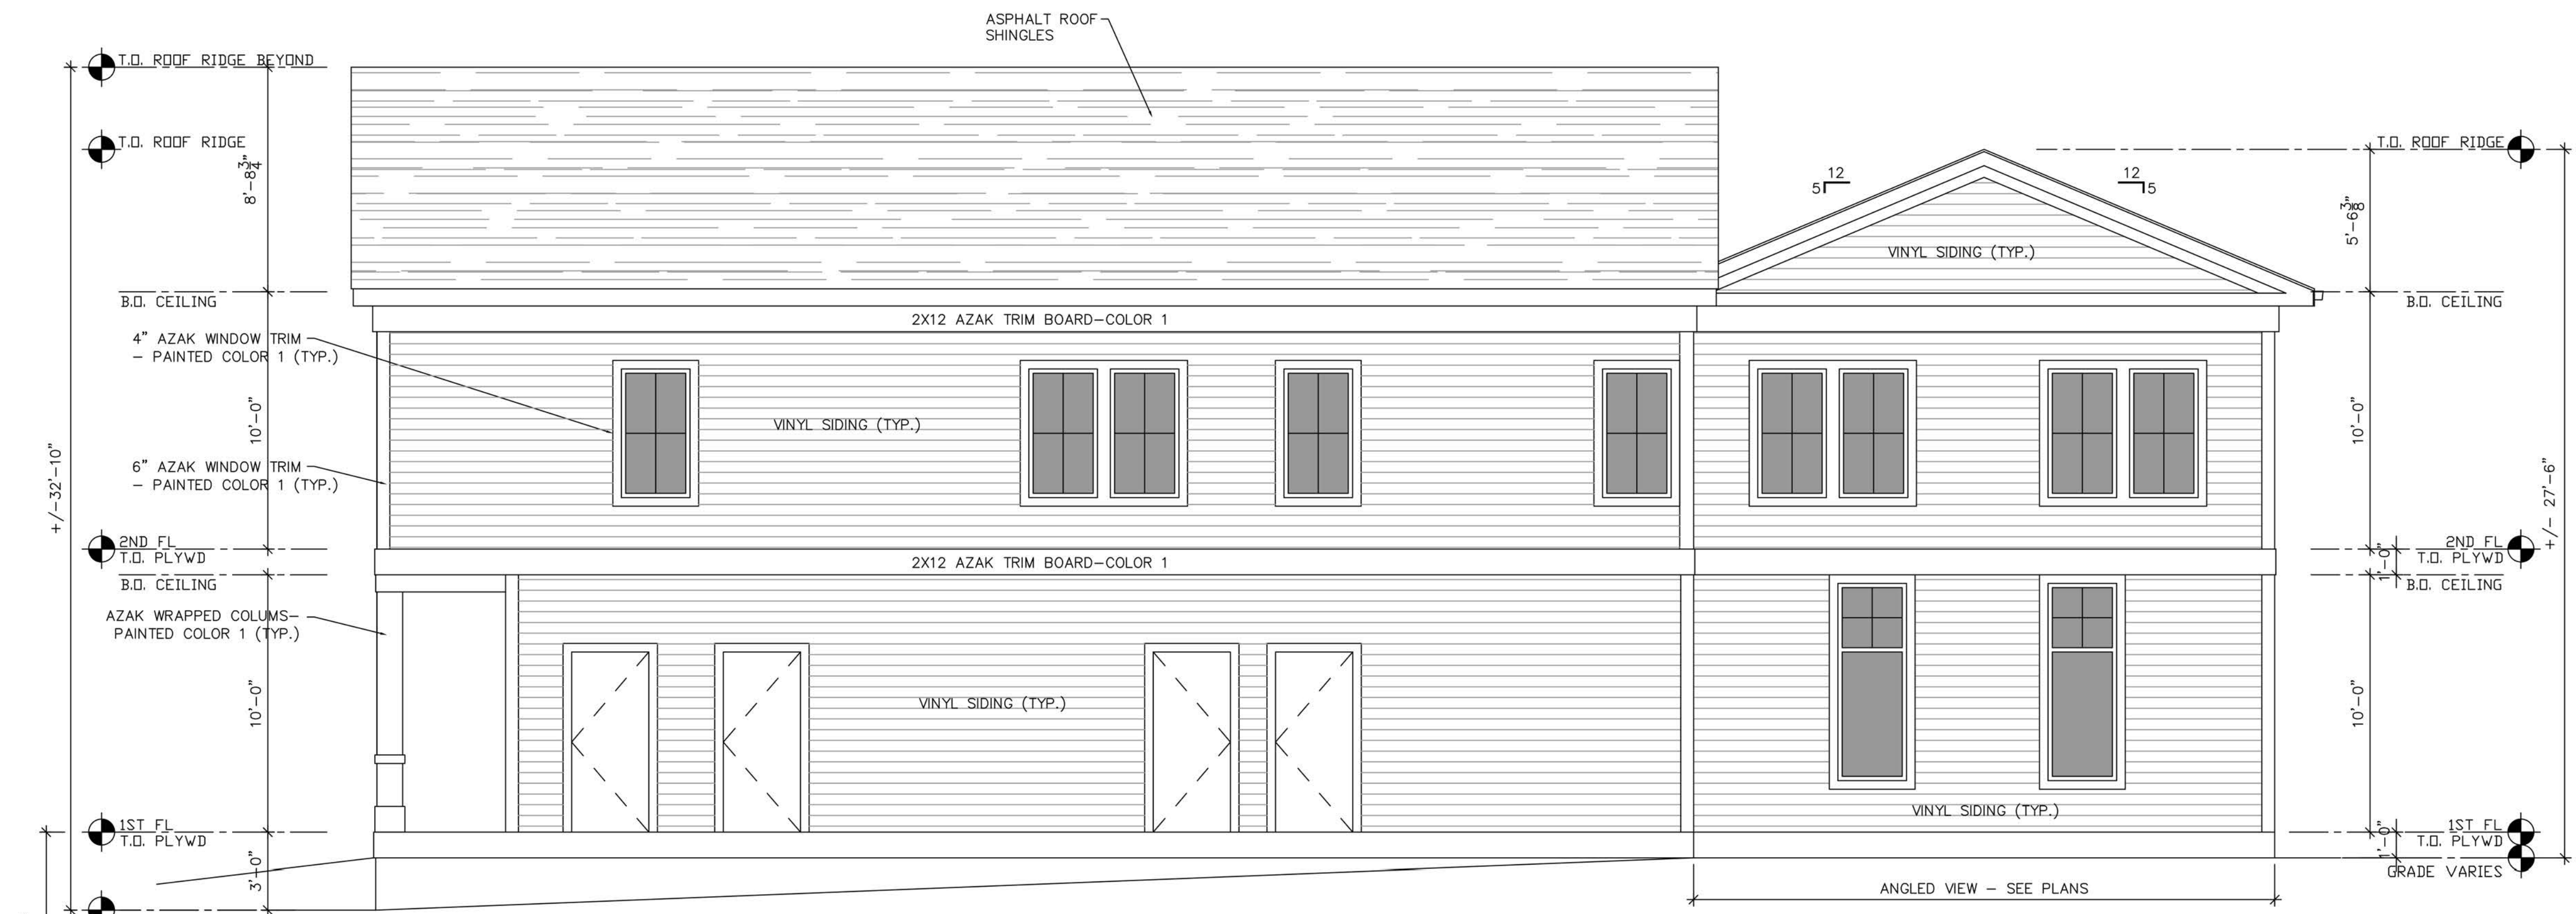 ASPHALT ROOF
SHINGLES
T.O. ROOF RIDGE BEYOND
T.O. ROOF RIDGE
8'-8 3/4"
B.O. CEILING
4" AZAK WINDOW TRIM
- PAINTED COLOR 1 (TYP.)
10'-0"
6" AZAK WINDOW TRIM
- PAINTED COLOR 1 (TYP.)
+/-32'-10"
2ND FL
T.O. PLYWD
B.O. CEILING
AZAK WRAPPED COLUMS-
PAINTED COLOR 1 (TYP.)
10'-0"
1ST FL
T.O. PLYWD
3'-0"
2X12 AZAK TRIM BOARD-COLOR 1
VINYL SIDING (TYP.)
2X12 AZAK TRIM BOARD-COLOR 1
VINYL SIDING (TYP.)
12
5
12
5
VINYL SIDING (TYP.)
VINYL SIDING (TYP.)
ANGLED VIEW - SEE PLANS
T.O. ROOF RIDGE
5'-6 3/8"
B.O. CEILING
10'-0"
+/- 27'-6"
2ND FL
T.O. PLYWD
1'-0"
B.O. CEILING
10'-0"
1ST FL
T.O. PLYWD
1'-0"
GRADE VARIES